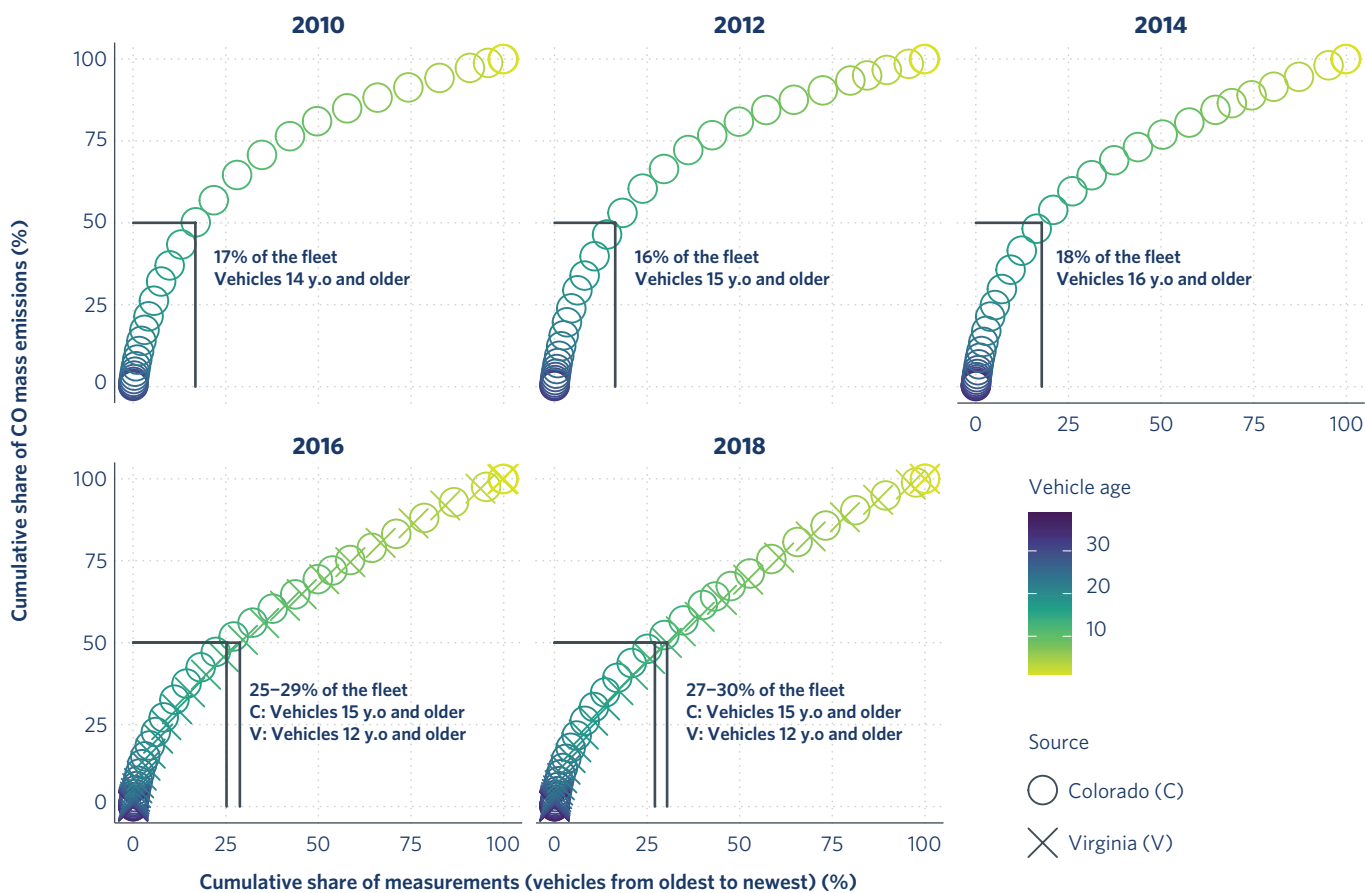 2010
2012
2014
100
75
50
25
0
17% of the fleet
Vehicles 14 y.o and older
16% of the fleet
Vehicles 15 y.o and older
18% of the fleet
Vehicles 16 y.o and older
0 25 50 75 100
Cumulative share of CO mass emissions (%)
2016
2018
100
75
50
25
0
25–29% of the fleet
C: Vehicles 15 y.o and older
V: Vehicles 12 y.o and older
27–30% of the fleet
C: Vehicles 15 y.o and older
V: Vehicles 12 y.o and older
0 25 50 75 100
0 25 50 75 100
Cumulative share of measurements (vehicles from oldest to newest) (%)
Vehicle age
30
20
10
Source
Colorado (C)
Virginia (V)